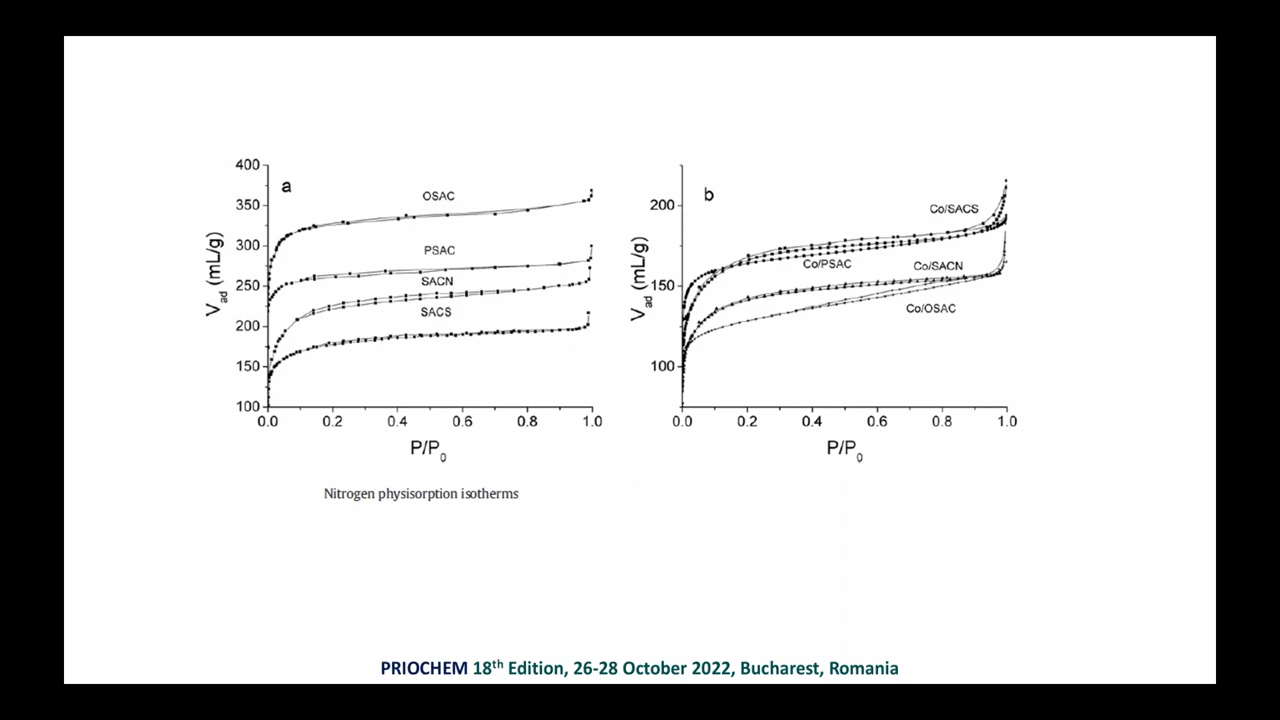 a
OSAC
PSAC
SACN
SACS
400
350
300
250
200
150
100
V_ad (mL/g)
0.0 0.2 0.4 0.6 0.8 1.0
P/P_0
b
Co/SACS
Co/PSAC
Co/SACN
Co/OSAC
200
150
100
V_ad (mL/g)
0.0 0.2 0.4 0.6 0.8 1.0
P/P_0
Nitrogen physisorption isotherms
PRIOCHEM 18th Edition, 26-28 October 2022, Bucharest, Romania